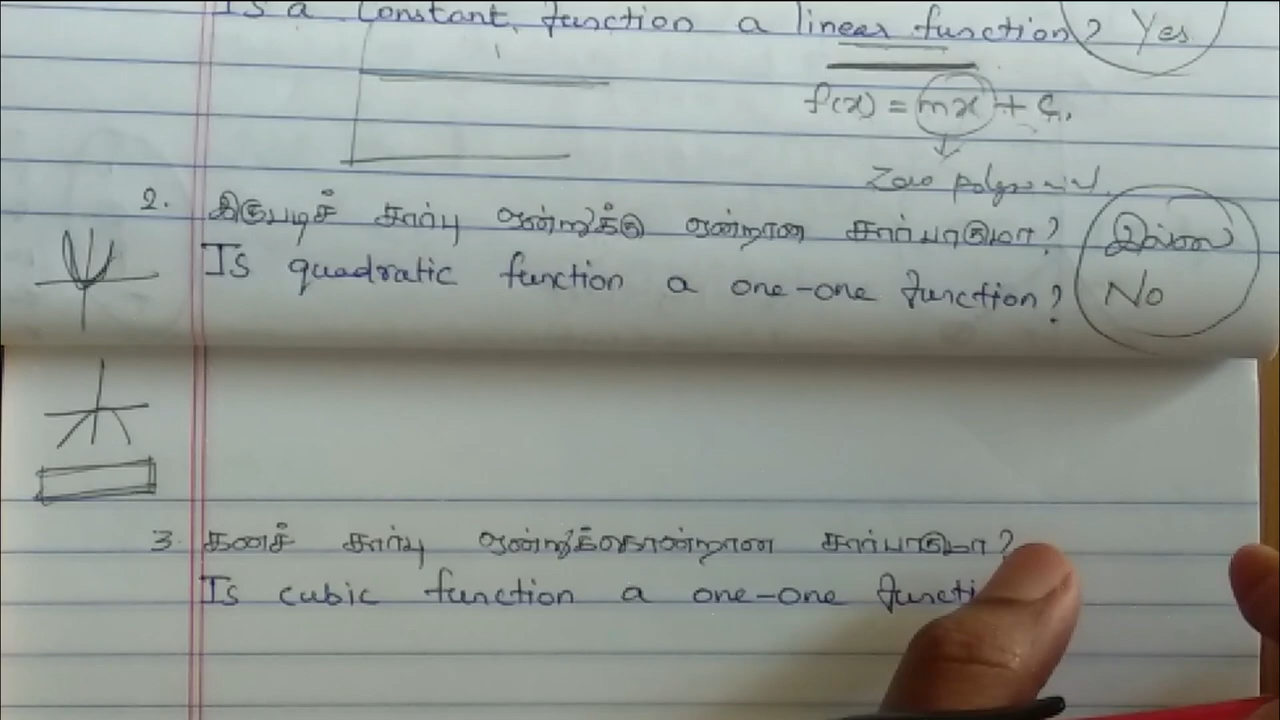 Is a Constant function a linear function? Yes
f(x) = mx + c,
Zero polynomial.
2. இருபடிச் சார்பு ஒன்றுக்கு ஒன்றான சார்பாகுமா? இல்லை
Is quadratic function a one-one function? No
3. கனச் சார்பு ஒன்றுக்கொன்றான சார்பாகுமா?
Is cubic function a one-one functi